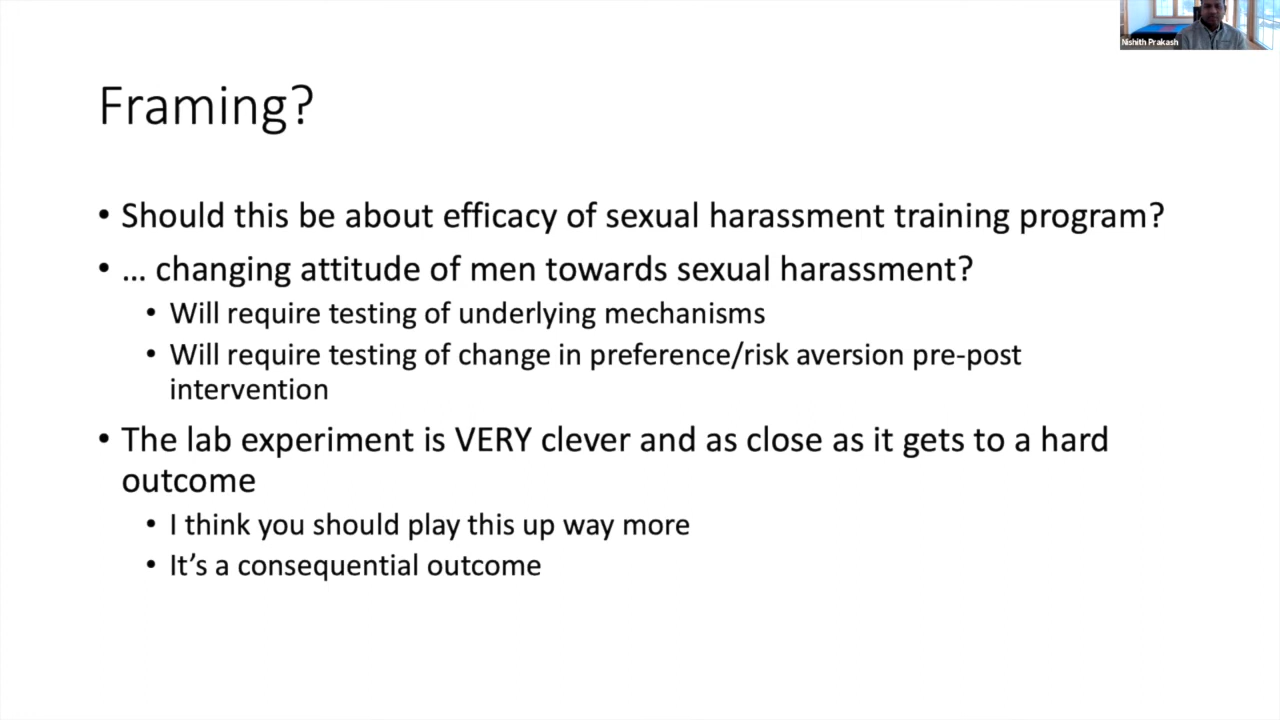 Nishith Prakash
Framing?
• Should this be about efficacy of sexual harassment training program?
• … changing attitude of men towards sexual harassment?
• Will require testing of underlying mechanisms
• Will require testing of change in preference/risk aversion pre-post
intervention
• The lab experiment is VERY clever and as close as it gets to a hard
outcome
• I think you should play this up way more
• It’s a consequential outcome